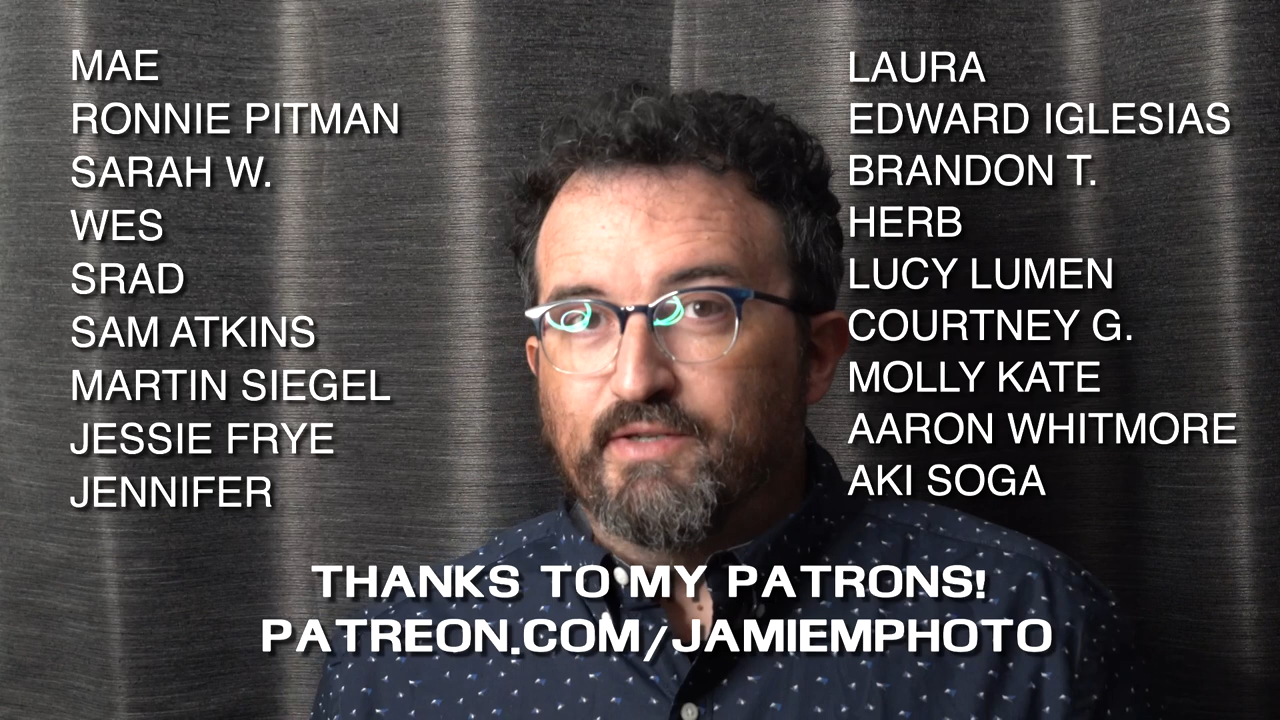 MAE
RONNIE PITMAN
SARAH W.
WES
SRAD
SAM ATKINS
MARTIN SIEGEL
JESSIE FRYE
JENNIFER
LAURA
EDWARD IGLESIAS
BRANDON T.
HERB
LUCY LUMEN
COURTNEY G.
MOLLY KATE
AARON WHITMORE
AKI SOGA
THANKS TO MY PATRONS!
PATREON.COM/JAMIEMPHOTO